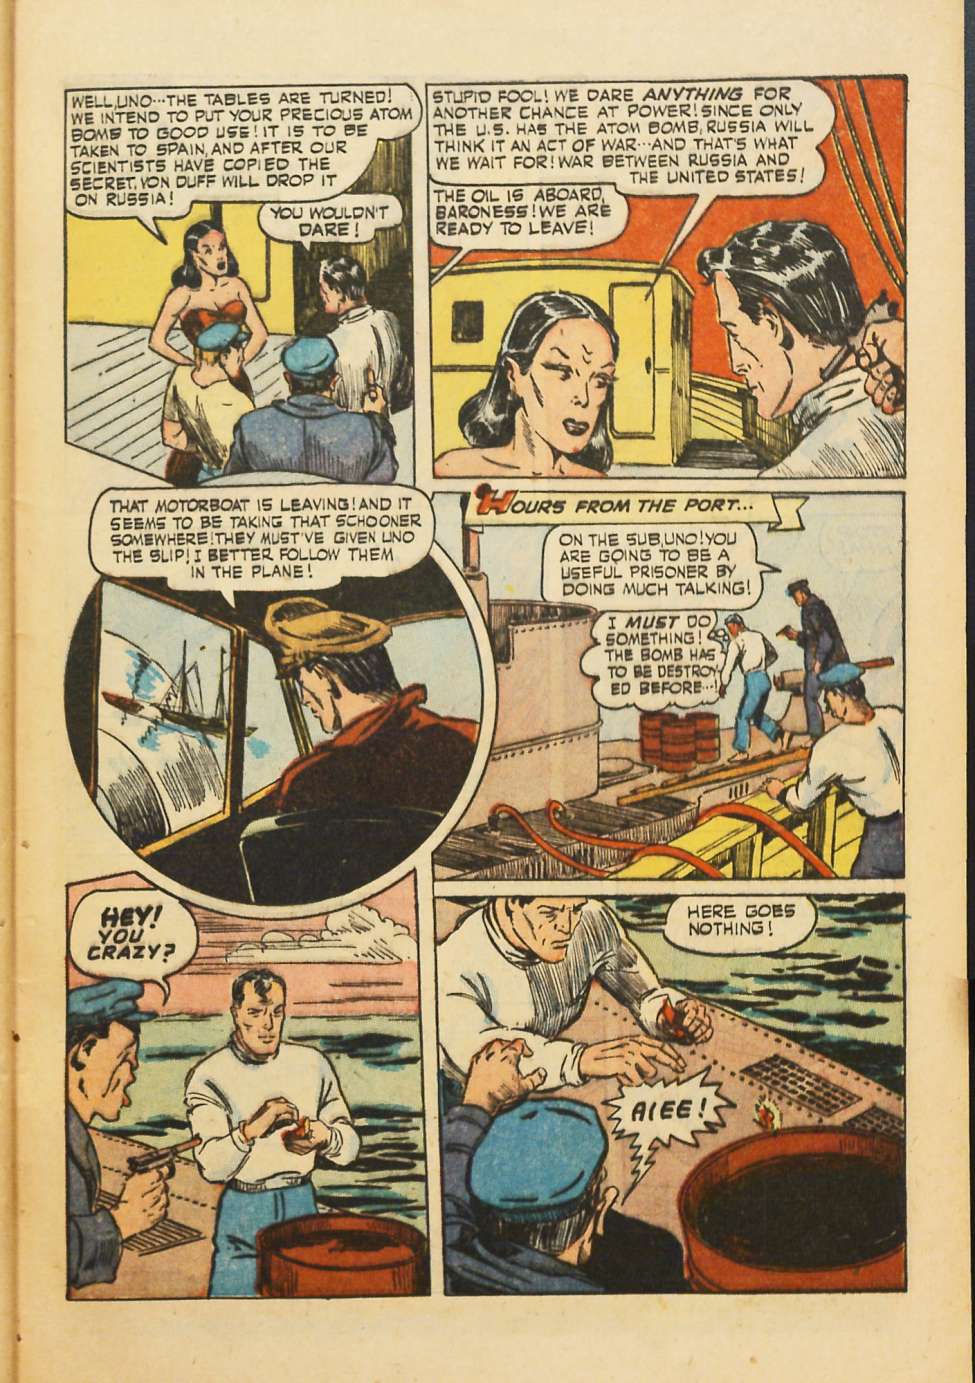 WELL, UNO---THE TABLES ARE TURNED!
WE INTEND TO PUT YOUR PRECIOUS ATOM
BOMB TO GOOD USE! IT IS TO BE
TAKEN TO SPAIN, AND AFTER OUR
SCIENTISTS HAVE COPIED THE
SECRET, VON DUFF WILL DROP IT
ON RUSSIA!
YOU WOULDN'T
DARE!
STUPID FOOL! WE DARE ANYTHING FOR
ANOTHER CHANCE AT POWER! SINCE ONLY
THE U.S. HAS THE ATOM BOMB, RUSSIA WILL
THINK IT AN ACT OF WAR---AND THAT'S WHAT
WE WAIT FOR! WAR BETWEEN RUSSIA AND
THE UNITED STATES!
THE OIL IS ABOARD,
BARONESS! WE ARE
READY TO LEAVE!
THAT MOTORBOAT IS LEAVING! AND IT
SEEMS TO BE TAKING THAT SCHOONER
SOMEWHERE! THEY MUST'VE GIVEN UNO
THE SLIP! I BETTER FOLLOW THEM
IN THE PLANE!
HOURS FROM THE PORT...
ON THE SUB, UNO! YOU
ARE GOING TO BE A
USEFUL PRISONER BY
DOING MUCH TALKING!
I MUST DO
SOMETHING!
THE BOMB HAS
TO BE DESTROY-
ED BEFORE---!
HEY!
YOU
CRAZY?
HERE GOES
NOTHING!
AIEE!